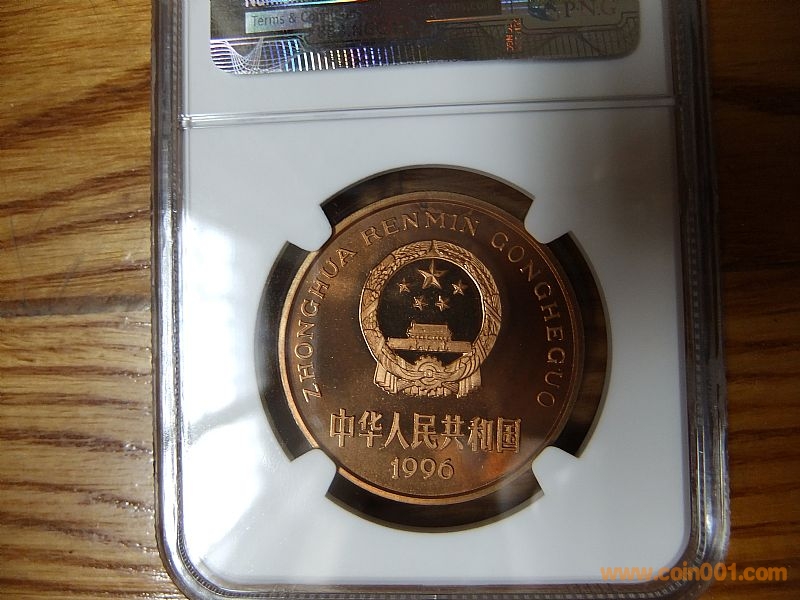 Terms & Con
P·N·G
ZHONGHUA RENMIN GONGHEGUO
中华人民共和国
1996
www.coin001.com